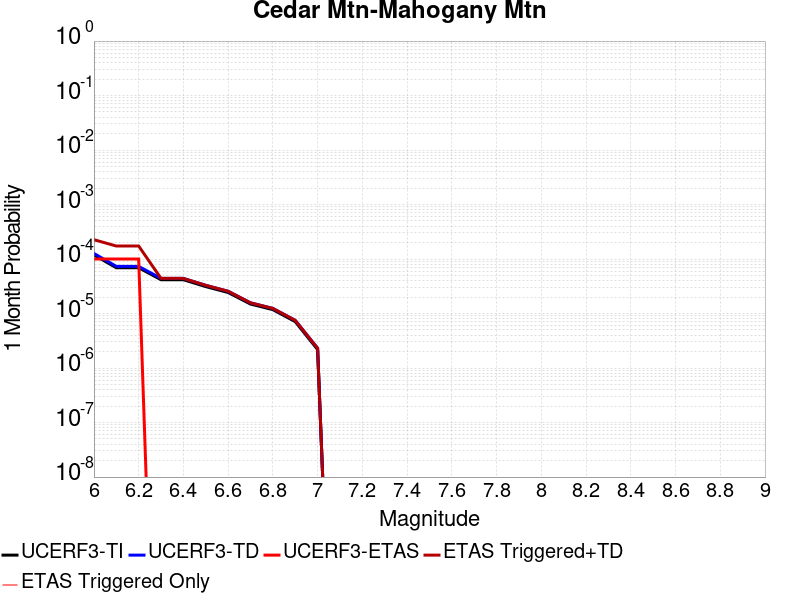 Cedar Mtn-Mahogany Mtn
10^0
10^-1
10^-2
10^-3
10^-4
10^-5
10^-6
10^-7
10^-8
1 Month Probability
6 6.2 6.4 6.6 6.8 7 7.2 7.4 7.6 7.8 8 8.2 8.4 8.6 8.8 9
Magnitude
UCERF3-TI UCERF3-TD UCERF3-ETAS ETAS Triggered+TD
ETAS Triggered Only